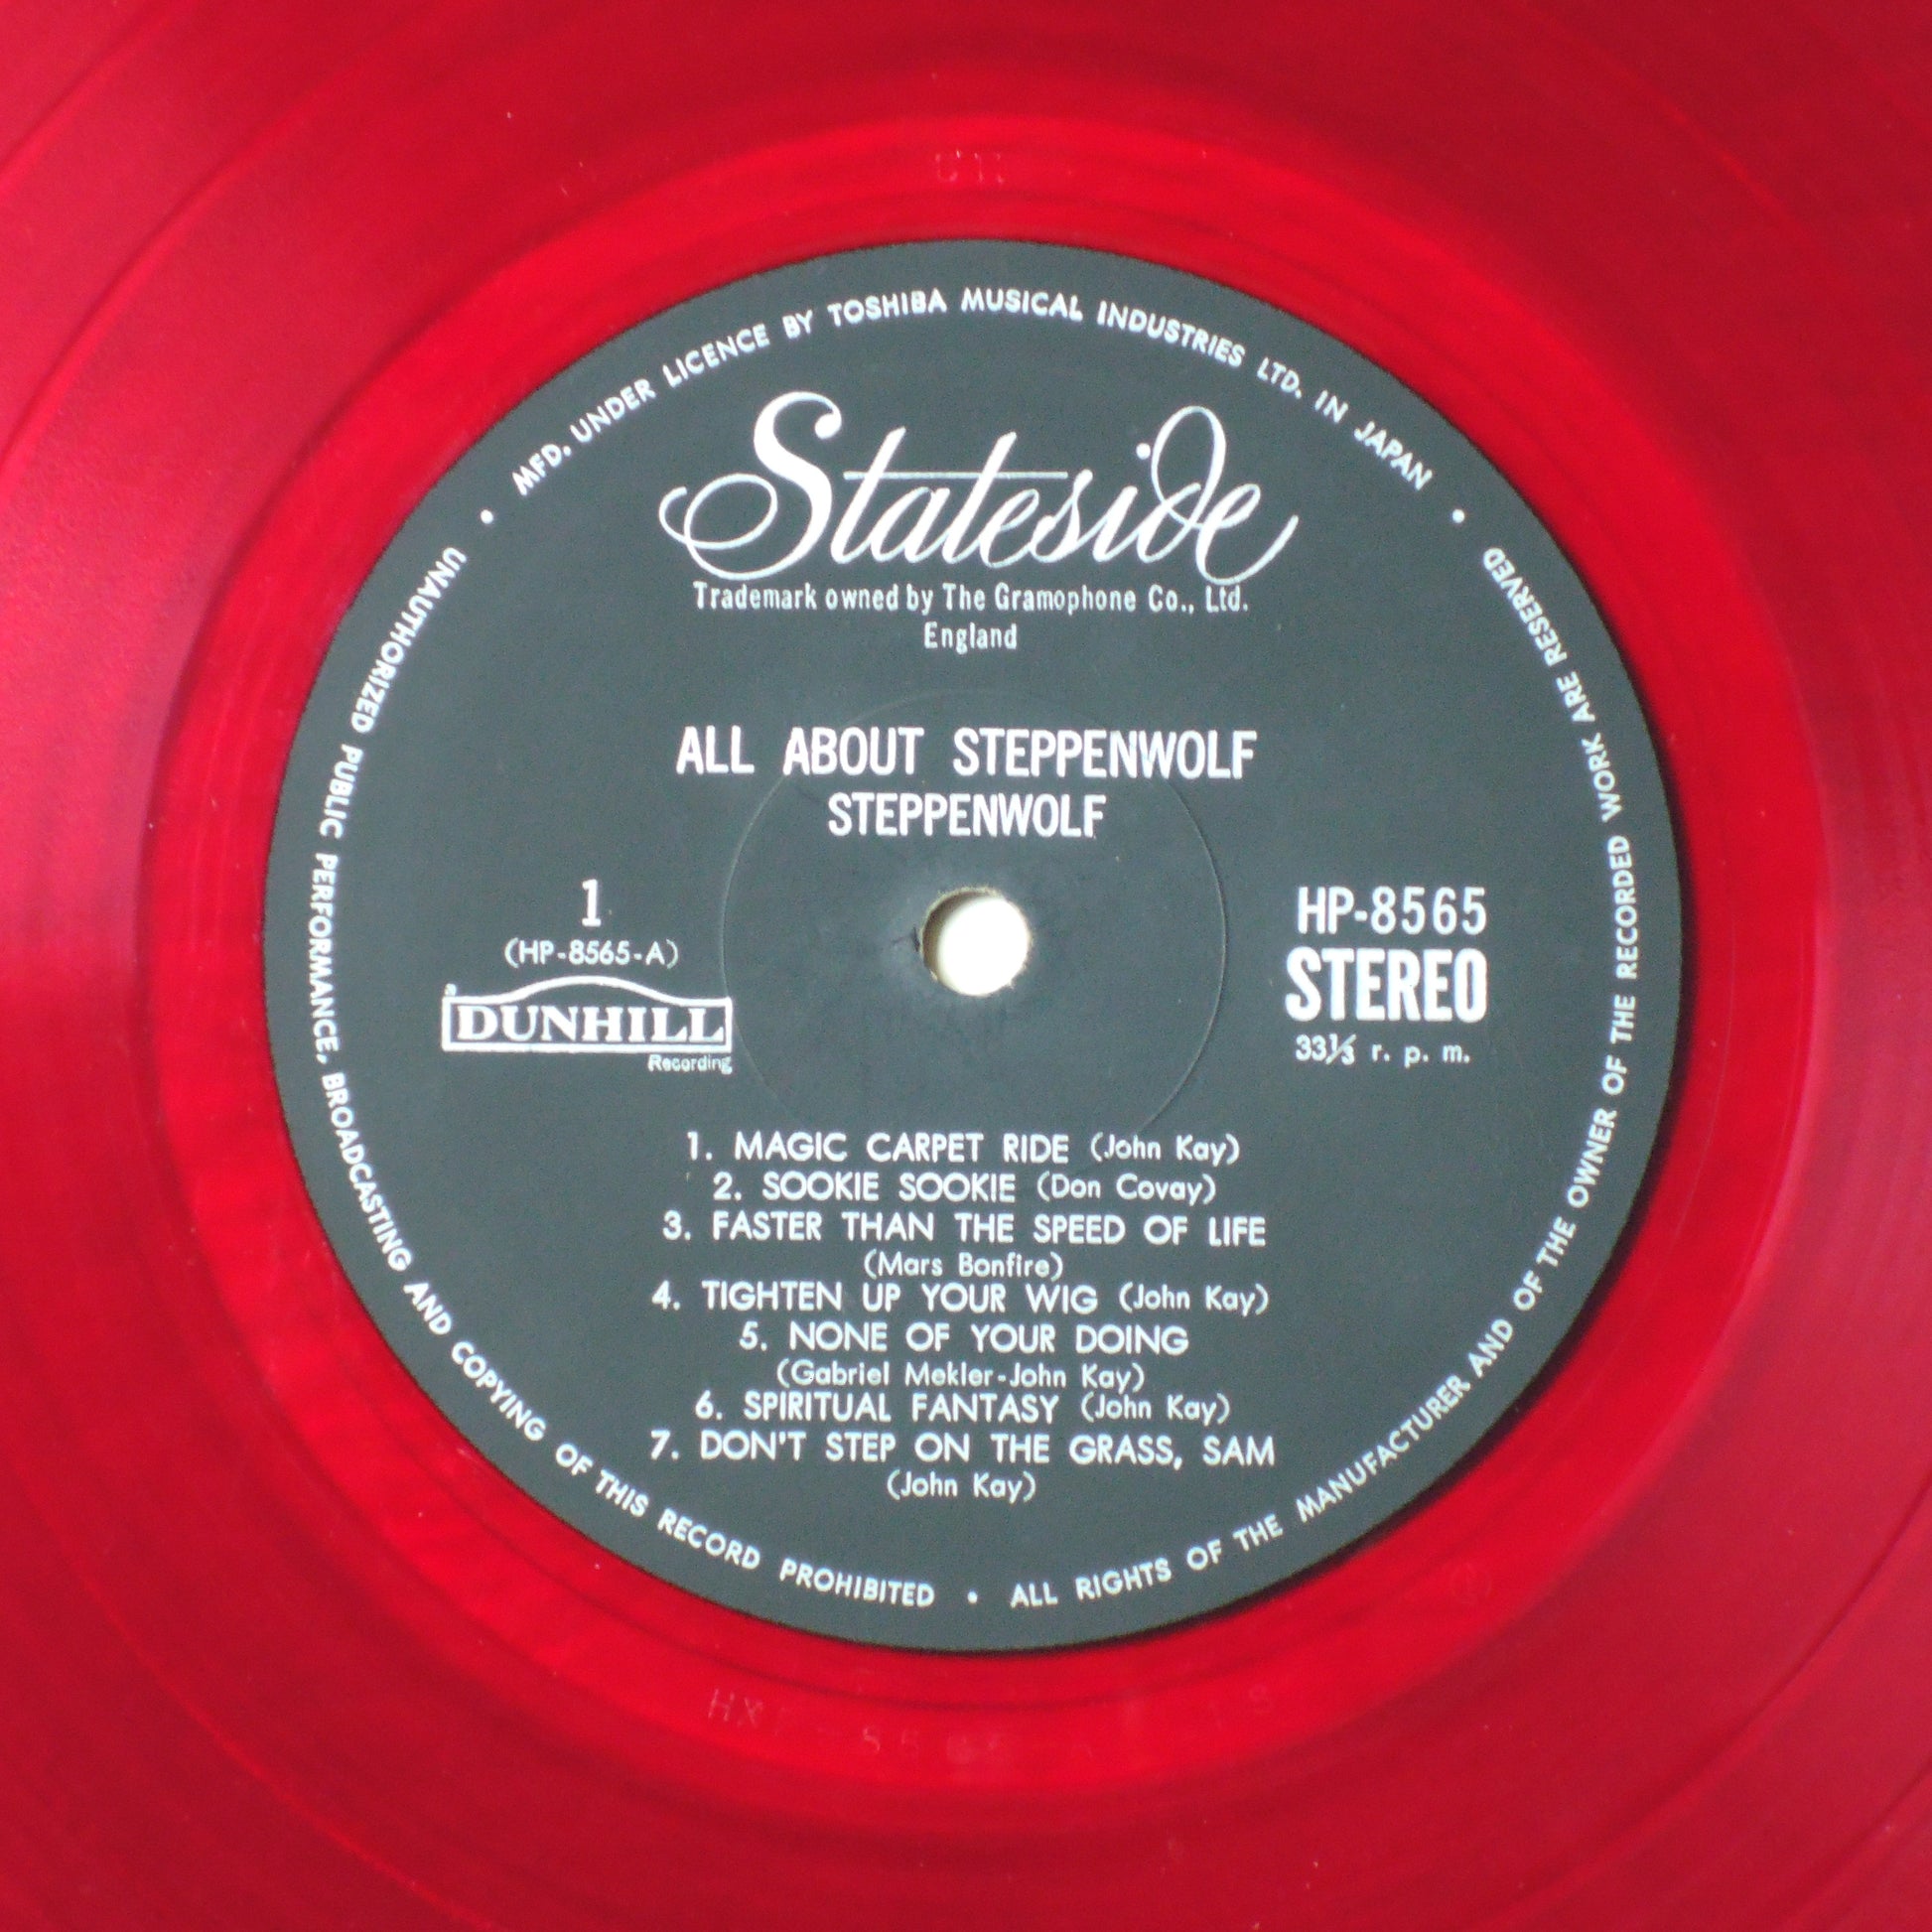 MFD. UNDER LICENCE BY TOSHIBA MUSICAL INDUSTRIES LTD. IN JAPAN •
Stateside
Trademark owned by The Gramophone Co., Ltd.
England
ALL ABOUT STEPPENWOLF
STEPPENWOLF
1
(HP-8565-A)
a
DUNHILL
Recording
HP-8565
STEREO
33⅓ r. p. m.
1. MAGIC CARPET RIDE (John Kay)
2. SOOKIE SOOKIE (Don Covay)
3. FASTER THAN THE SPEED OF LIFE
(Mars Bonfire)
4. TIGHTEN UP YOUR WIG (John Kay)
5. NONE OF YOUR DOING
(Gabriel Mekler-John Kay)
6. SPIRITUAL FANTASY (John Kay)
7. DON'T STEP ON THE GRASS, SAM
(John Kay)
UNAUTHORIZED PUBLIC PERFORMANCE, BROADCASTING AND COPYING OF THIS RECORD PROHIBITED • ALL RIGHTS OF THE MANUFACTURER AND OF THE OWNER OF THE RECORDED WORK ARE RESERVED •